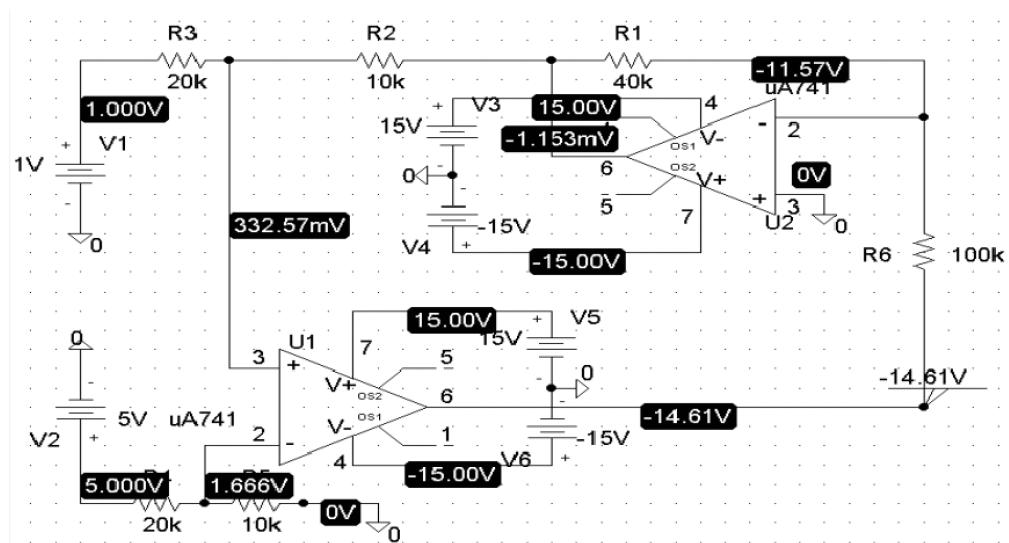 R3 R2 R1
20k 10k 40k
-11.57V
uA741
1.000V
V3 15.00V 4
15V -1.153mV V- - 2
V1 OS1
1V 0 6 OS2 0V
V+ + 3
5 7 U2 0
0 332.57mV V4 -15V -15.00V
R6 100k
15.00V V5
U1 7 15V
0 3 + 5
V+ OS2 0 -14.61V
6 -14.61V
5V uA741 OS1
V2 2 - V- 1 -15V
4 -15.00V V6
5.000V 1.666V
0V
20k 10k 0